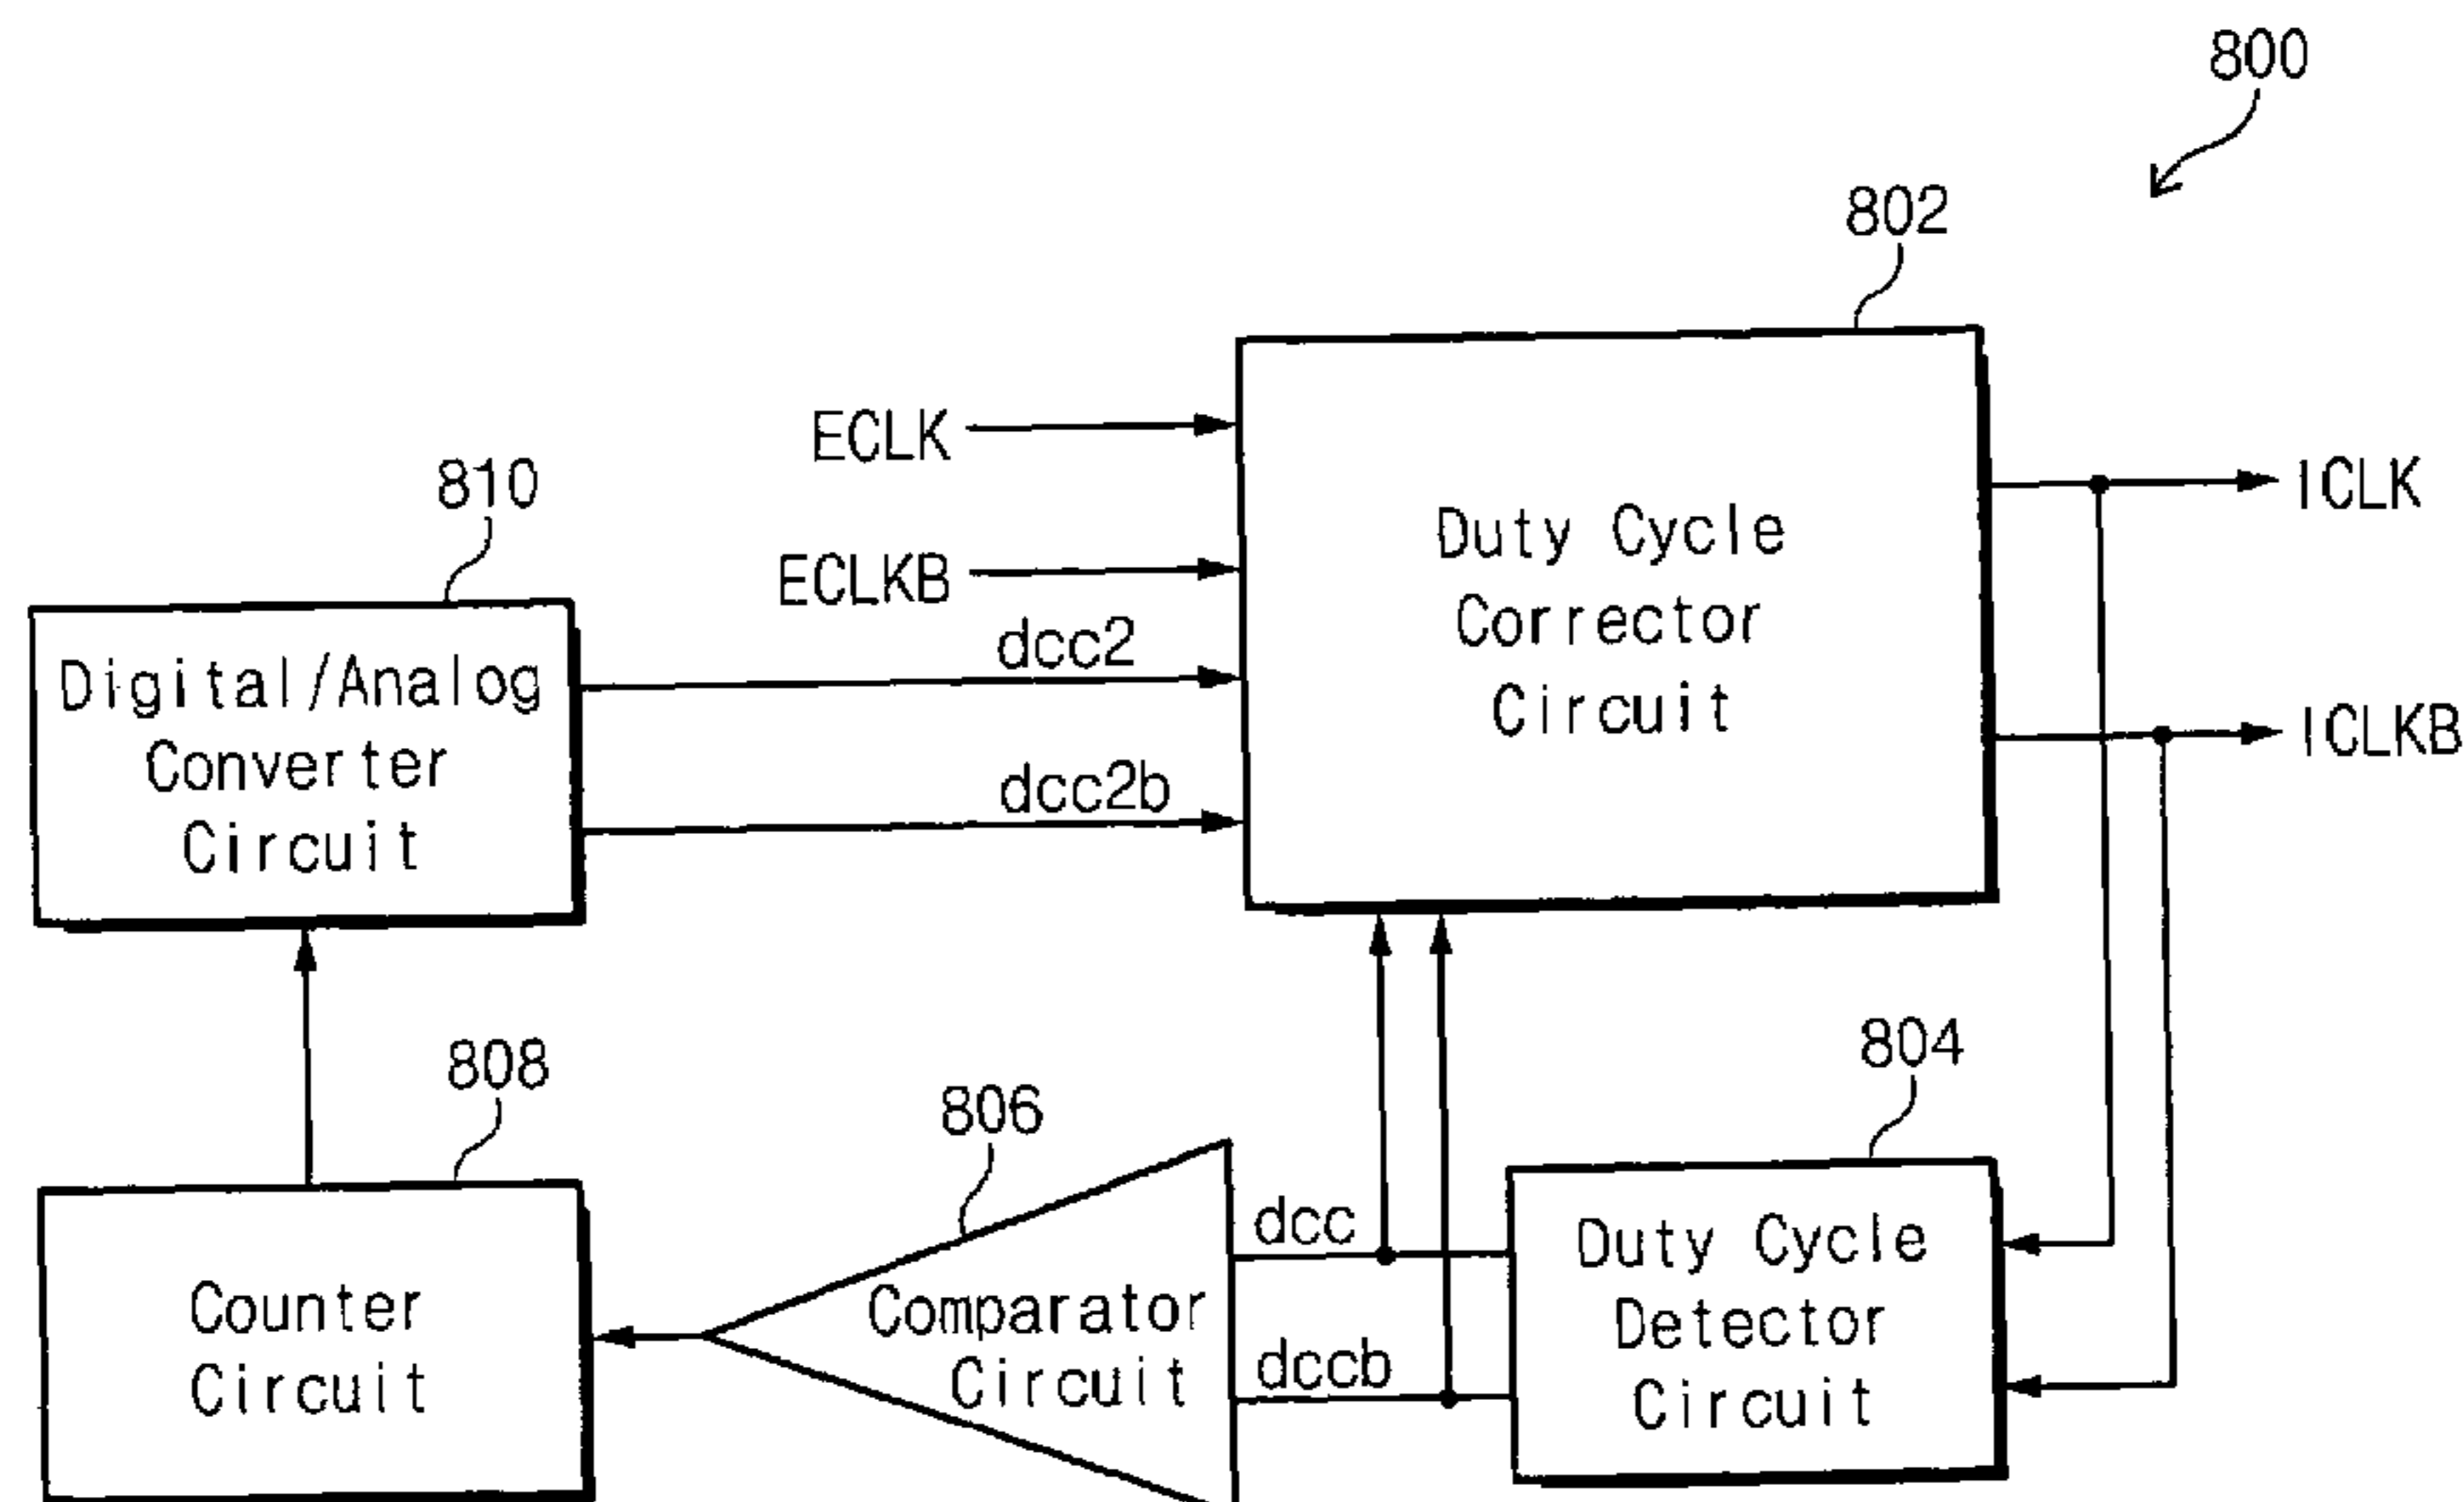 800
802
ECLK
ICLK
810
Duty Cycle
Corrector
Circuit
ECLKB
dcc2
Digital/Analog
Converter
Circuit
ICLKB
dcc2b
804
808
806
dcc
Duty Cycle
Detector
Circuit
Counter
Circuit
Comparator
Circuit
dccb